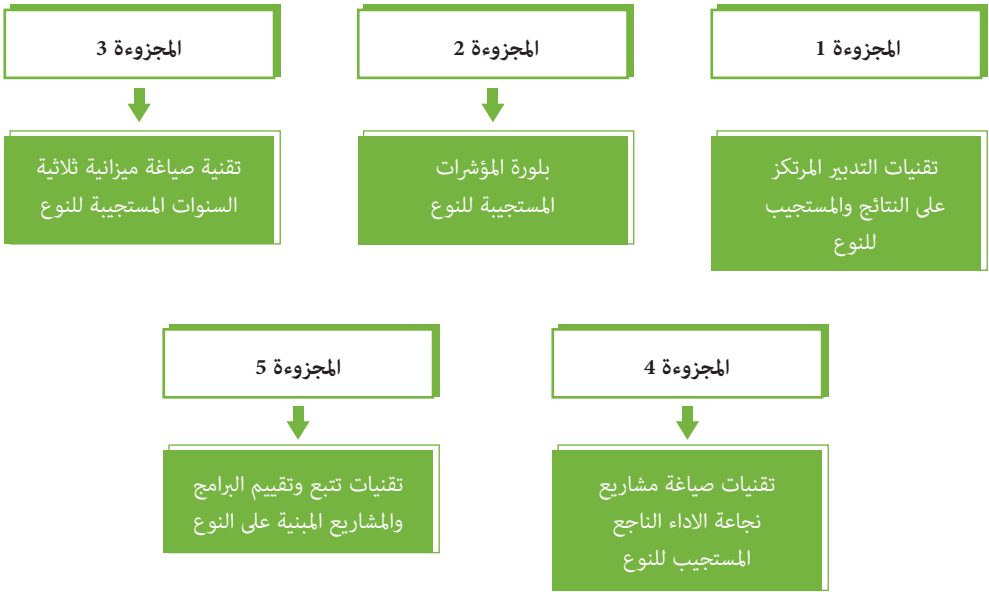 المجزوءة 1
تقنيات التدبير المرتكز
على النتائج والمستجيب
للنوع
المجزوءة 2
بلورة المؤشرات
المستجيبة للنوع
المجزوءة 3
تقنية صياغة ميزانية ثلاثية
السنوات المستجيبة للنوع
المجزوءة 4
تقنيات صياغة مشاريع
نجاعة الاداء الناجع
المستجيب للنوع
المجزوءة 5
تقنيات تتبع وتقييم البرامج
والمشاريع المبنية على النوع